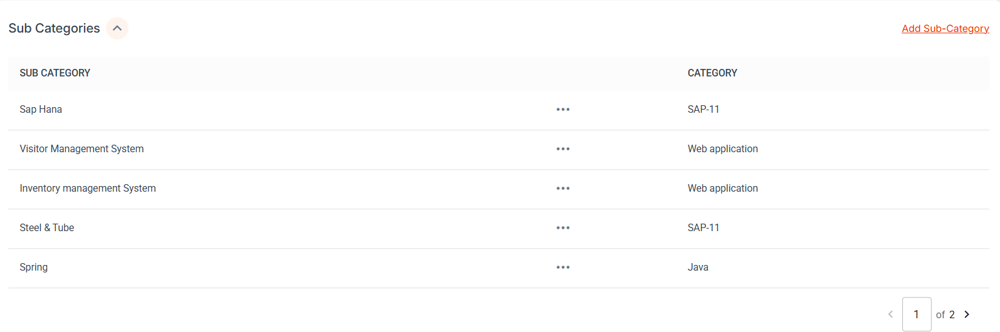 Sub Categories
Add Sub-Category
SUB CATEGORY CATEGORY
Sap Hana SAP-11
Visitor Management System Web application
Inventory management System Web application
Steel & Tube SAP-11
Spring Java
1 of 2